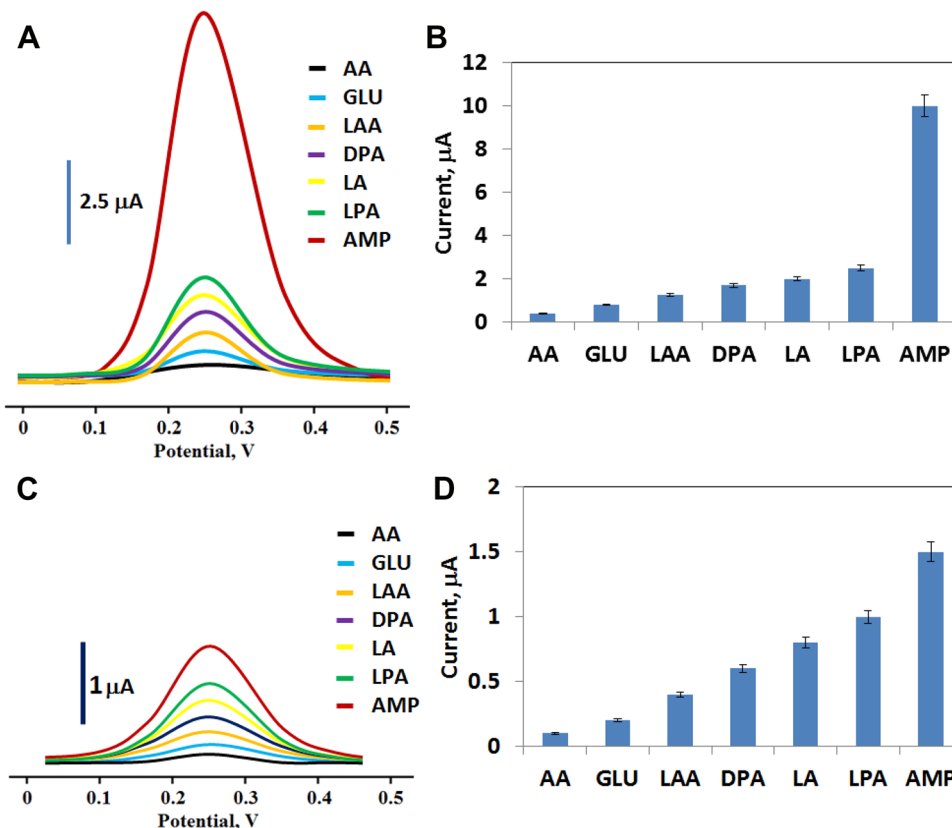 A
AA
GLU
LAA
DPA
LA
LPA
AMP
2.5 μA
0 0.1 0.2 0.3 0.4 0.5
Potential, V
B
Current, μA
12
10
8
6
4
2
0
AA GLU LAA DPA LA LPA AMP
C
AA
GLU
LAA
DPA
LA
LPA
AMP
1 μA
0 0.1 0.2 0.3 0.4 0.5
Potential, V
D
Current, μA
2
1.5
1
0.5
0
AA GLU LAA DPA LA LPA AMP